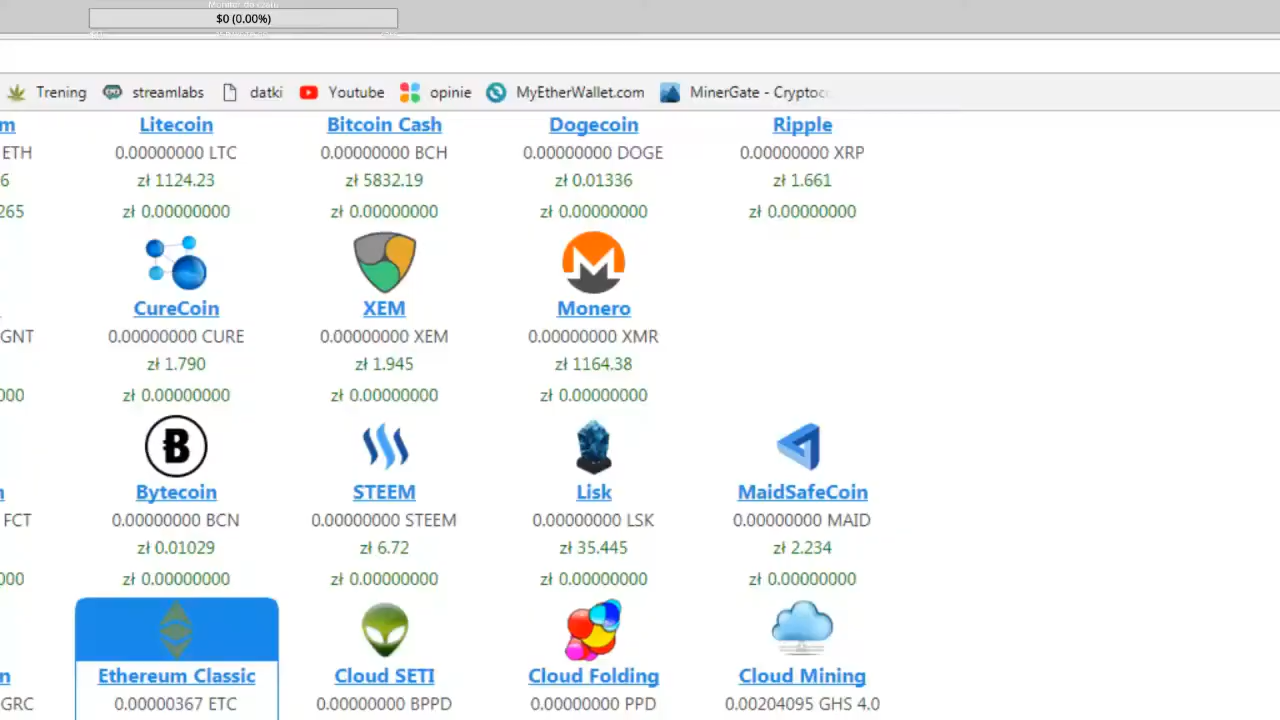 $0 (0.00%)
Trening streamlabs datki Youtube opinie MyEtherWallet.com MinerGate - Cryptoc
m Litecoin Bitcoin Cash Dogecoin Ripple
ETH 0.00000000 LTC 0.00000000 BCH 0.00000000 DOGE 0.00000000 XRP
6 zł 1124.23 zł 5832.19 zł 0.01336 zł 1.661
265 zł 0.00000000 zł 0.00000000 zł 0.00000000 zł 0.00000000
CureCoin XEM Monero
GNT 0.00000000 CURE 0.00000000 XEM 0.00000000 XMR
zł 1.790 zł 1.945 zł 1164.38
000 zł 0.00000000 zł 0.00000000 zł 0.00000000
Bytecoin STEEM Lisk MaidSafeCoin
FCT 0.00000000 BCN 0.00000000 STEEM 0.00000000 LSK 0.00000000 MAID
zł 0.01029 zł 6.72 zł 35.445 zł 2.234
000 zł 0.00000000 zł 0.00000000 zł 0.00000000 zł 0.00000000
n Ethereum Classic Cloud SETI Cloud Folding Cloud Mining
GRC 0.00000367 ETC 0.00000000 BPPD 0.00000000 PPD 0.00204095 GHS 4.0